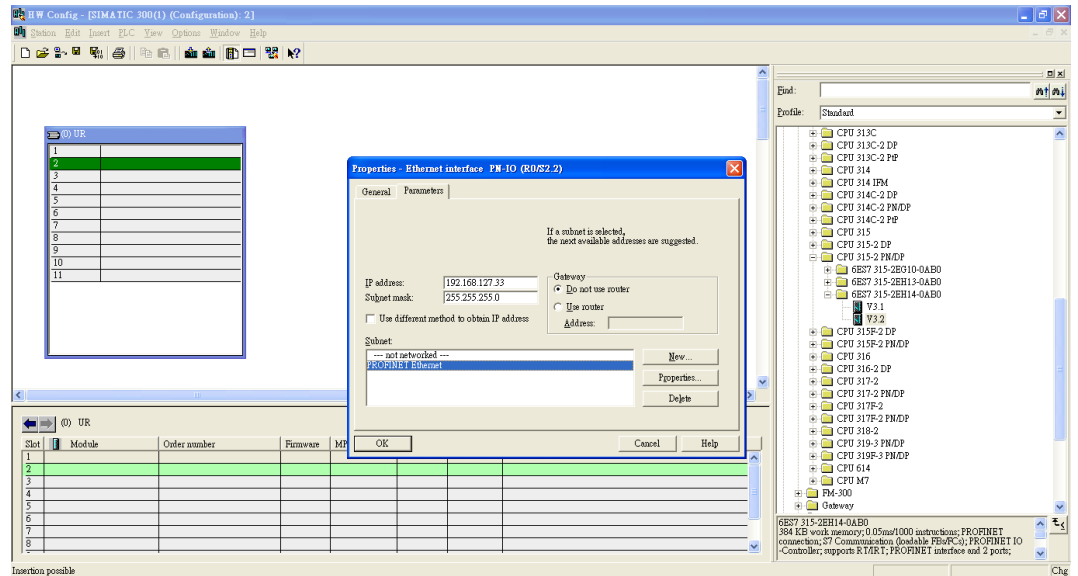 HW Config - [SIMATIC 300(1) (Configuration): 2]
Station Edit Insert PLC View Options Window Help
(0) UR
1
2
3
4
5
6
7
8
9
10
11
Properties - Ethernet interface PN-IO (R0/S2.2)
General Parameters
If a subnet is selected,
the next available addresses are suggested.
IP address: 192.168.127.33
Subnet mask: 255.255.255.0
Use different method to obtain IP address
Gateway
Do not use router
Use router
Address:
Subnet:
--- not networked ---
PROFINET Ethernet
New...
Properties...
Delete
OK Cancel Help
(0) UR
Slot Module Order number Firmware MP
1
2
3
4
5
6
7
8
Find:
Profile: Standard
CPU 313C
CPU 313C-2 DP
CPU 313C-2 PtP
CPU 314
CPU 314 IFM
CPU 314C-2 DP
CPU 314C-2 PN/DP
CPU 314C-2 PtP
CPU 315
CPU 315-2 DP
CPU 315-2 PN/DP
6ES7 315-2EG10-0AB0
6ES7 315-2EH13-0AB0
6ES7 315-2EH14-0AB0
V3.1
V3.2
CPU 315F-2 DP
CPU 315F-2 PN/DP
CPU 316
CPU 316-2 DP
CPU 317-2
CPU 317-2 PN/DP
CPU 317F-2
CPU 317F-2 PN/DP
CPU 318-2
CPU 319-3 PN/DP
CPU 319F-3 PN/DP
CPU 614
CPU M7
FM-300
Gateway
6ES7 315-2EH14-0AB0
384 KB work memory; 0.05ms/1000 instructions; PROFINET
connection; S7 Communication (loadable FBs/FCs); PROFINET IO
-Controller; supports RT/IRT; PROFINET interface and 2 ports;
Insertion possible
Chg